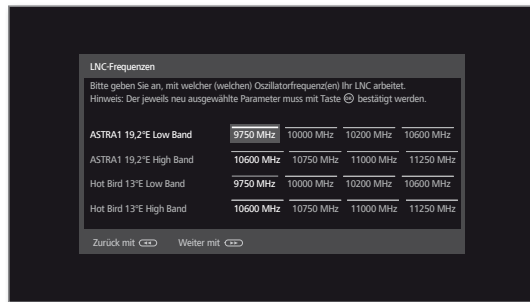 LNC-Frequenzen
Bitte geben Sie an, mit welcher (welchen) Oszillatorfrequenz(en) Ihr LNC arbeitet.
Hinweis: Der jeweils neu ausgewählte Parameter muss mit Taste OK bestätigt werden.
ASTRA1 19,2°E Low Band 9750 MHz 10000 MHz 10200 MHz 10600 MHz
ASTRA1 19,2°E High Band 10600 MHz 10750 MHz 11000 MHz 11250 MHz
Hot Bird 13°E Low Band 9750 MHz 10000 MHz 10200 MHz 10600 MHz
Hot Bird 13°E High Band 10600 MHz 10750 MHz 11000 MHz 11250 MHz
Zurück mit Weiter mit